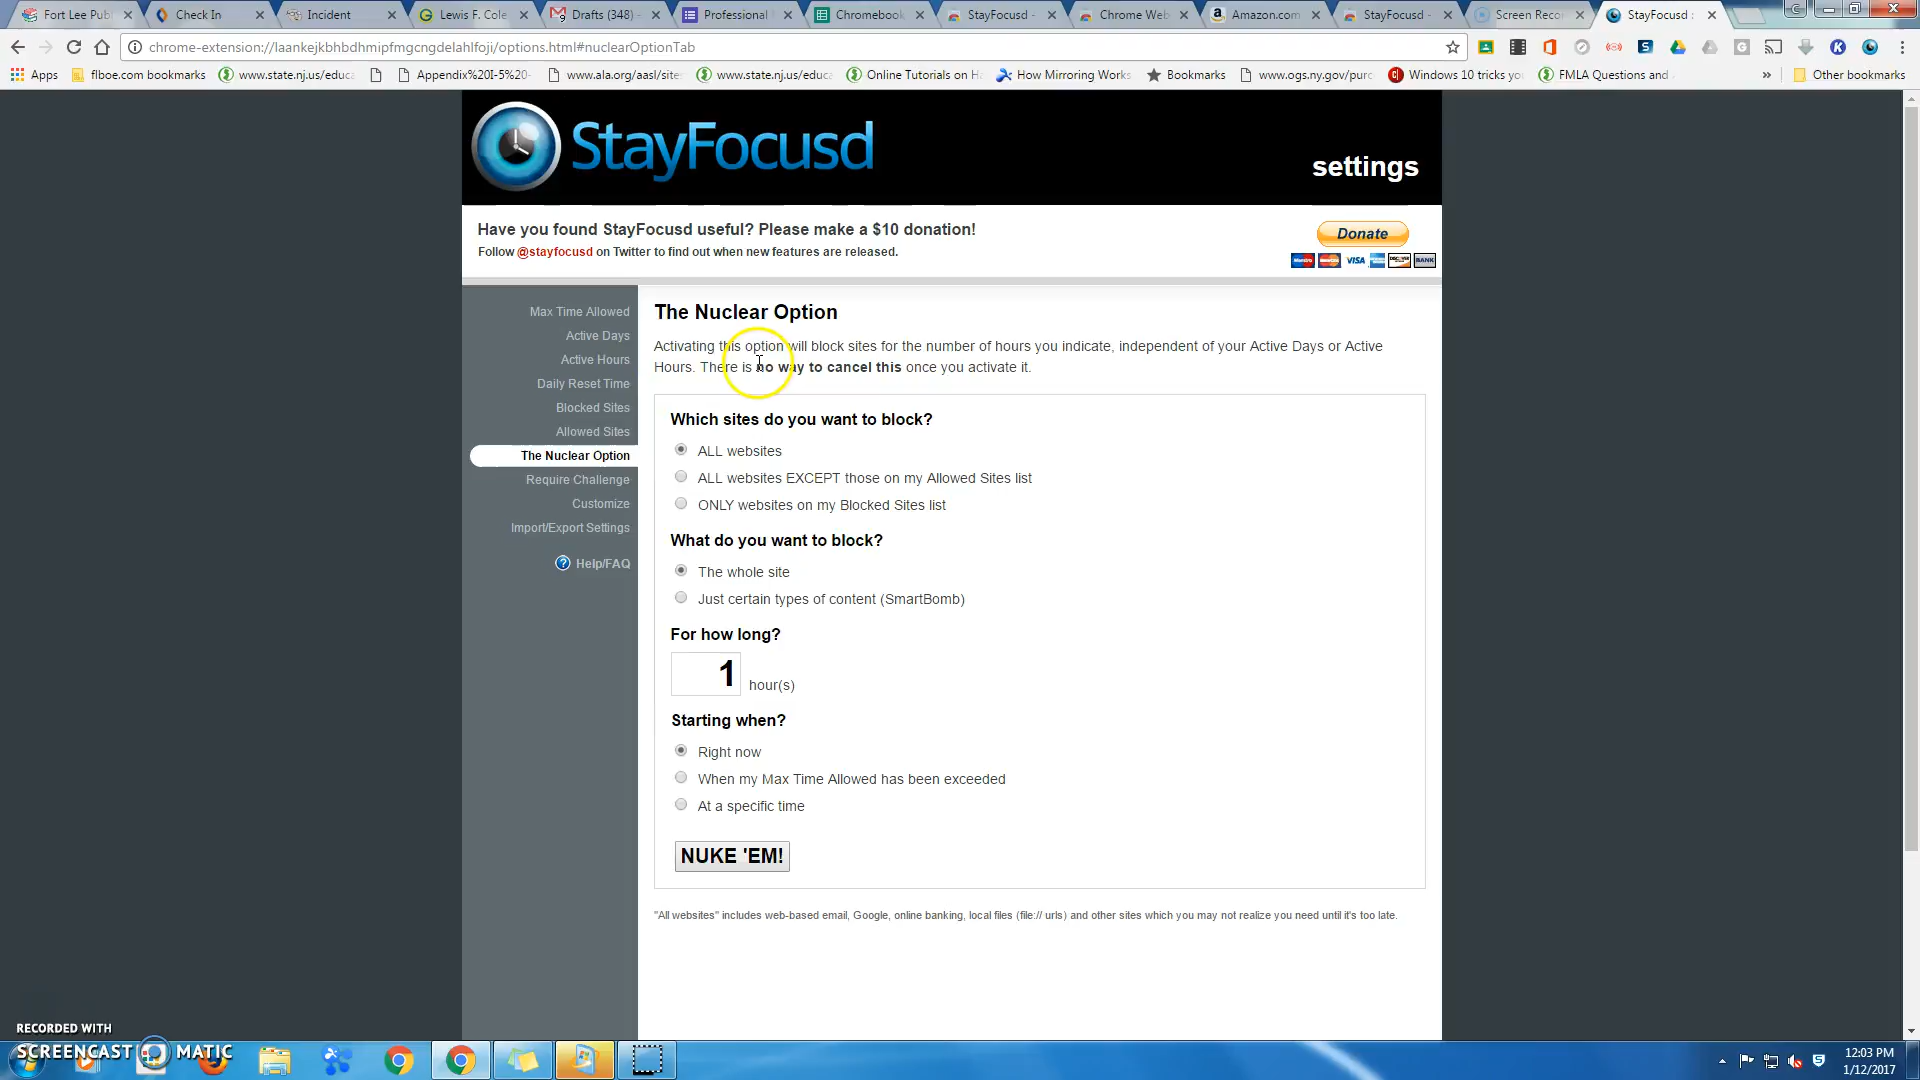 Fort Lee Publ
Check In
Incident
Lewis F. Cole
Drafts (348) -
Professional
Chromebook
StayFocusd -
Chrome Web
Amazon.com
StayFocusd -
Screen Reco
StayFocusd :
chrome-extension://laankejkbhbdhmipfmgcngdelahlfoji/options.html#nuclearOptionTab
Apps
flboe.com bookmarks
www.state.nj.us/educa
Appendix%20I-5%20-
www.ala.org/aasl/site
www.state.nj.us/educa
Online Tutorials on H
How Mirroring Works
Bookmarks
www.ogs.ny.gov/purc
Windows 10 tricks yo
FMLA Questions and
»
Other bookmarks
StayFocusd
settings
Have you found StayFocusd useful? Please make a $10 donation!
Follow @stayfocusd on Twitter to find out when new features are released.
Donate
VISA
BANK
Max Time Allowed
Active Days
Active Hours
Daily Reset Time
Blocked Sites
Allowed Sites
The Nuclear Option
Require Challenge
Customize
Import/Export Settings
? Help/FAQ
The Nuclear Option
Activating this option will block sites for the number of hours you indicate, independent of your Active Days or Active
Hours. There is no way to cancel this once you activate it.
Which sites do you want to block?
ALL websites
ALL websites EXCEPT those on my Allowed Sites list
ONLY websites on my Blocked Sites list
What do you want to block?
The whole site
Just certain types of content (SmartBomb)
For how long?
1 hour(s)
Starting when?
Right now
When my Max Time Allowed has been exceeded
At a specific time
NUKE 'EM!
"All websites" includes web-based email, Google, online banking, local files (file:// urls) and other sites which you may not realize you need until it's too late.
RECORDED WITH
SCREENCAST MATIC
12:03 PM
1/12/2017